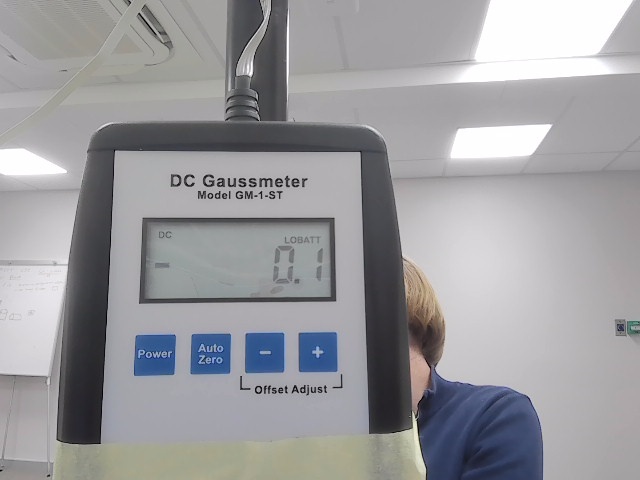 DC Gaussmeter
Model GM-1-ST
DC
LOBATT
- 0.1
Power
Auto
Zero
-
+
Offset Adjust